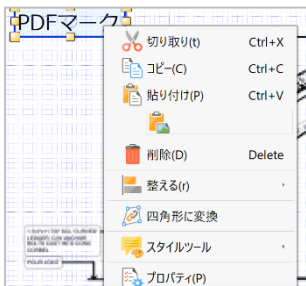 PDFマーク
切り取り(t) Ctrl+X
コピー(C) Ctrl+C
貼り付け(P) Ctrl+V
削除(D) Delete
整える(r)
四角形に変換
スタイルツール
プロパティ(P)